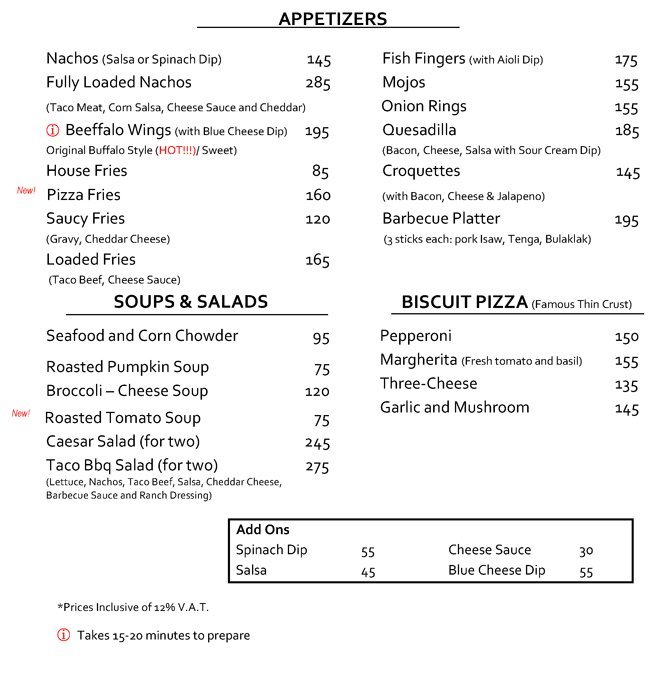 APPETIZERS
Nachos (Salsa or Spinach Dip) 145
Fully Loaded Nachos 285
(Taco Meat, Corn Salsa, Cheese Sauce and Cheddar)
ⓘ Beeffalo Wings (with Blue Cheese Dip) 195
Original Buffalo Style (HOT!!!)/ Sweet)
House Fries 85
New! Pizza Fries 160
Saucy Fries 120
(Gravy, Cheddar Cheese)
Loaded Fries 165
(Taco Beef, Cheese Sauce)
Fish Fingers (with Aioli Dip) 175
Mojos 155
Onion Rings 155
Quesadilla 185
(Bacon, Cheese, Salsa with Sour Cream Dip)
Croquettes 145
(with Bacon, Cheese & Jalapeno)
Barbecue Platter 195
(3 sticks each: pork Isaw, Tenga, Bulaklak)
SOUPS & SALADS
Seafood and Corn Chowder 95
Roasted Pumpkin Soup 75
Broccoli – Cheese Soup 120
New! Roasted Tomato Soup 75
Caesar Salad (for two) 245
Taco Bbq Salad (for two) 275
(Lettuce, Nachos, Taco Beef, Salsa, Cheddar Cheese,
Barbecue Sauce and Ranch Dressing)
BISCUIT PIZZA (Famous Thin Crust)
Pepperoni 150
Margherita (Fresh tomato and basil) 155
Three-Cheese 135
Garlic and Mushroom 145
Add Ons
Spinach Dip 55 Cheese Sauce 30
Salsa 45 Blue Cheese Dip 55
*Prices Inclusive of 12% V.A.T.
ⓘ Takes 15-20 minutes to prepare